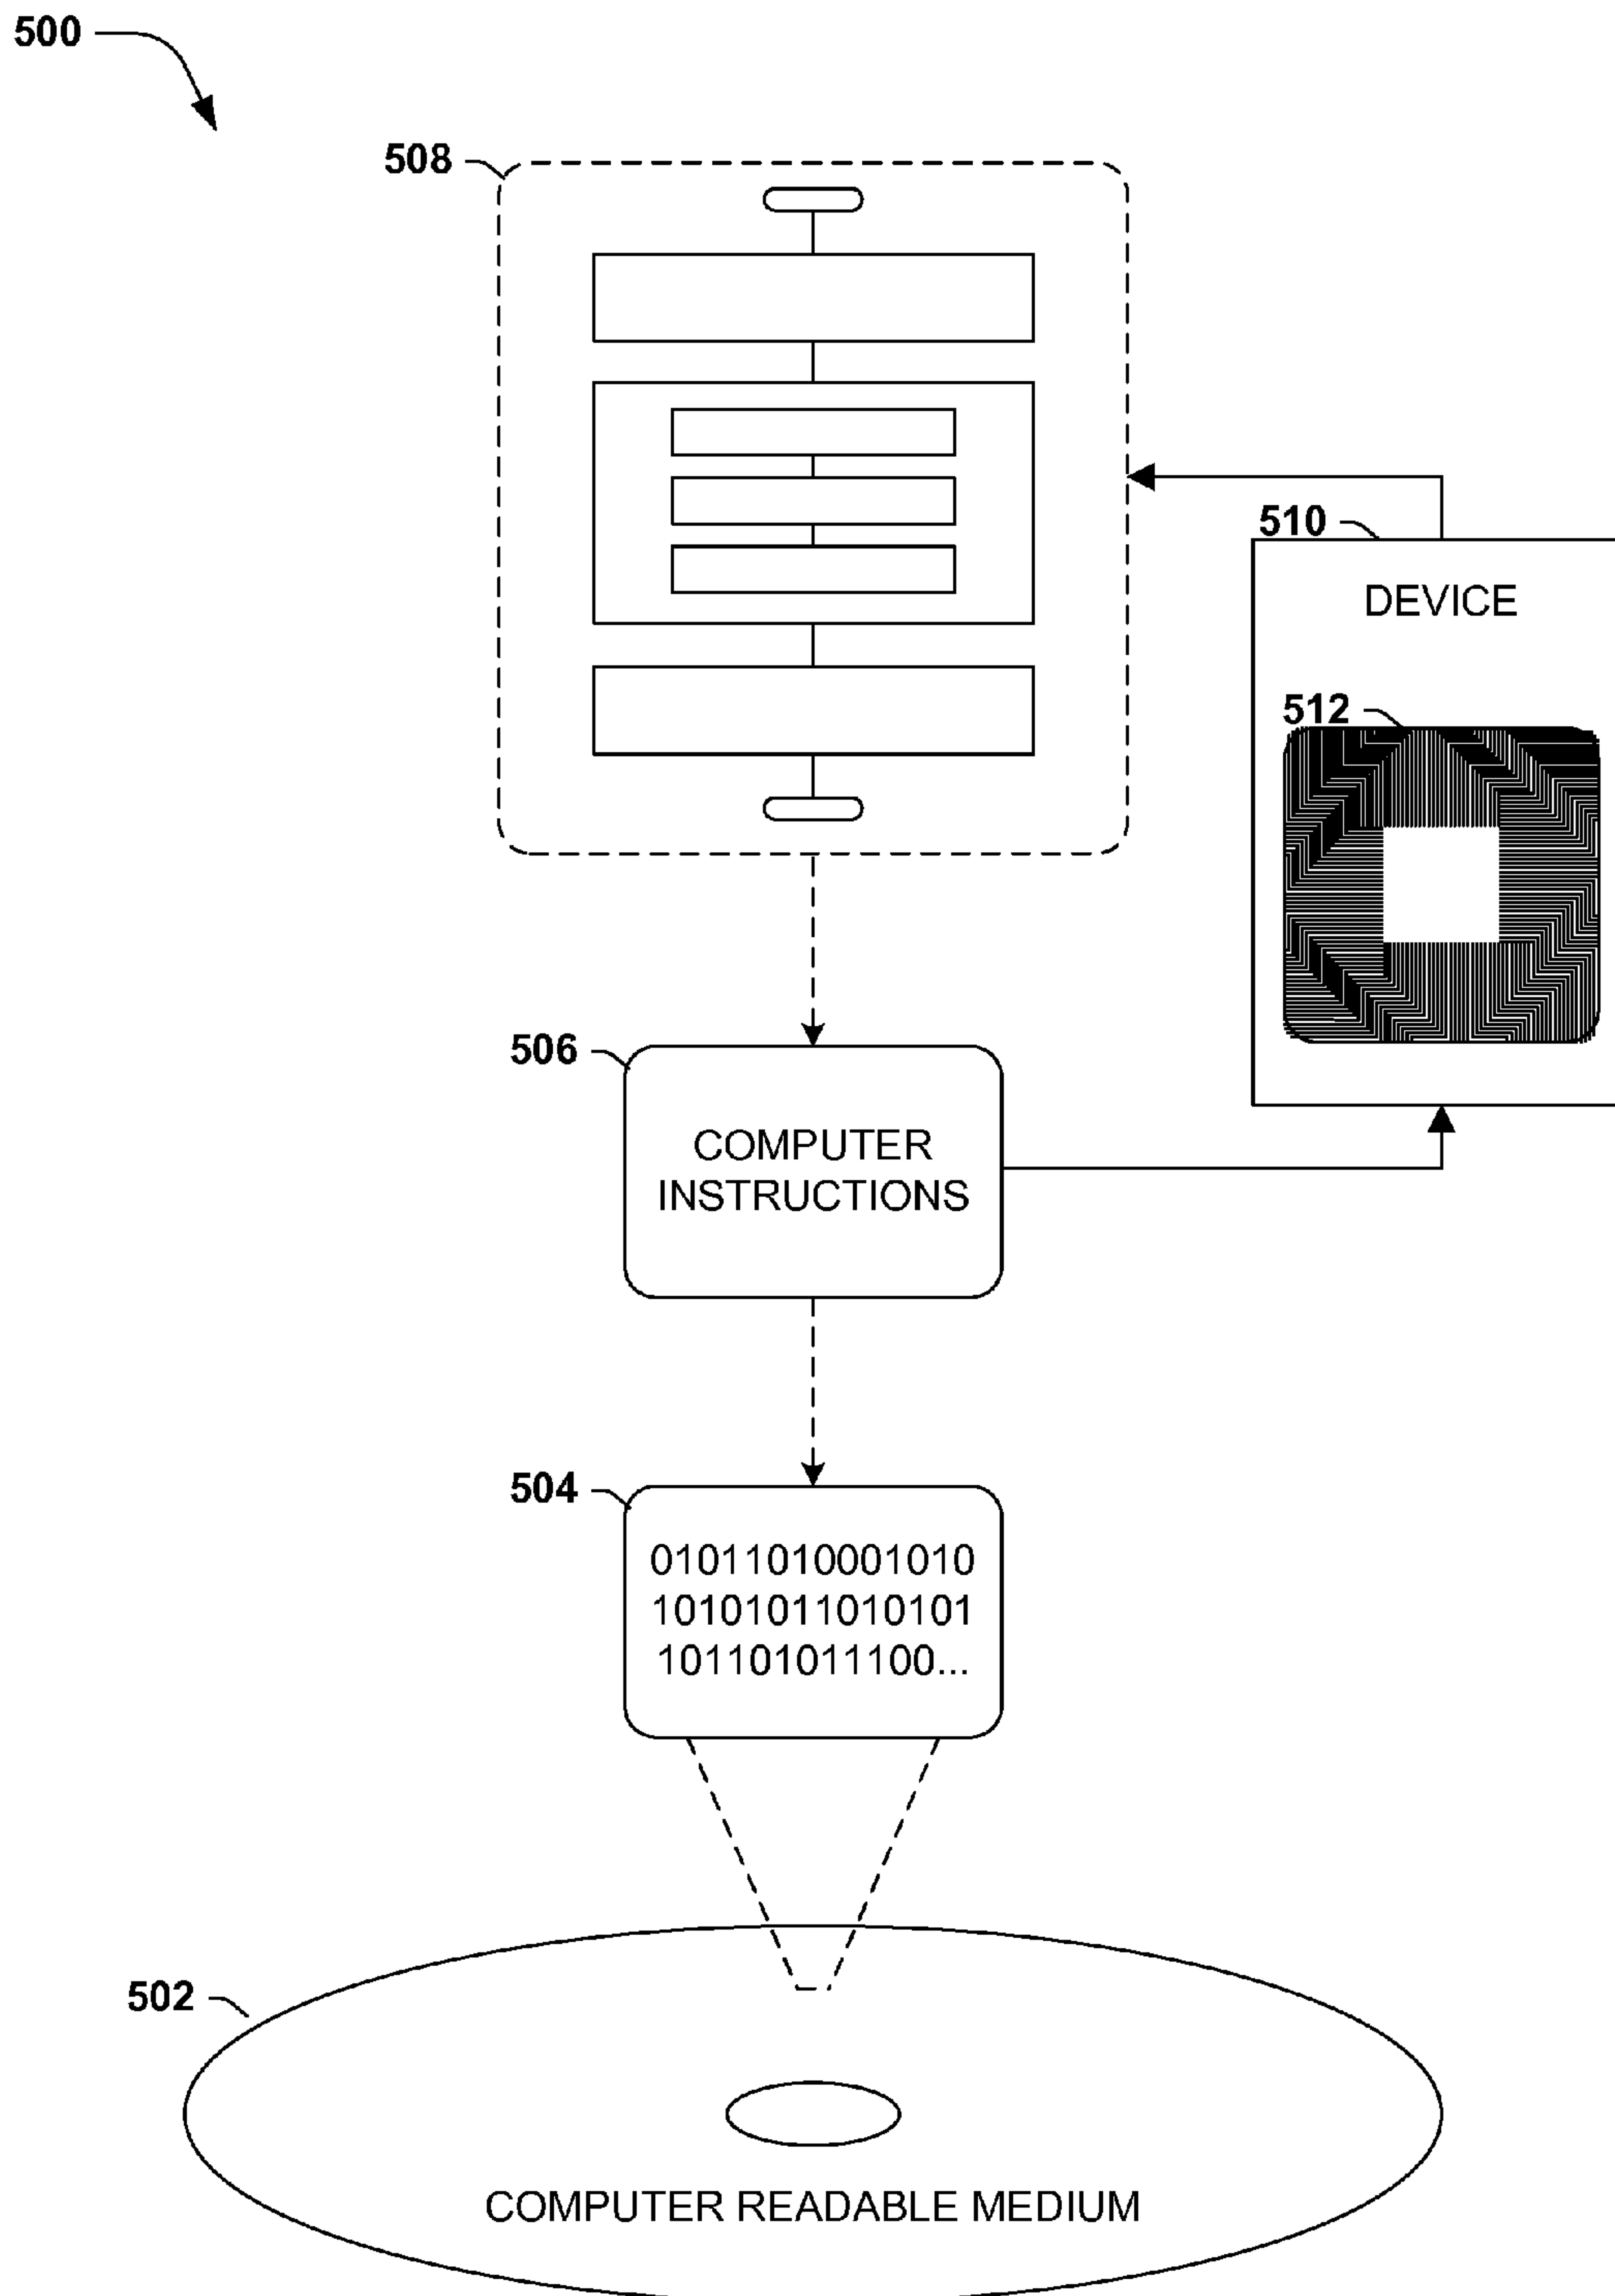 500
508
510
DEVICE
512
506
COMPUTER
INSTRUCTIONS
504
01011010001010
10101011010101
101101011100...
502
COMPUTER READABLE MEDIUM